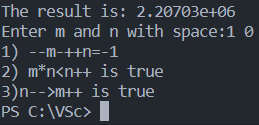 The result is: 2.20703e+06
Enter m and n with space:1 0
1) --m-++n=-1
2) m*n<n++ is true
3)n-->m++ is true
PS C:\VSc>